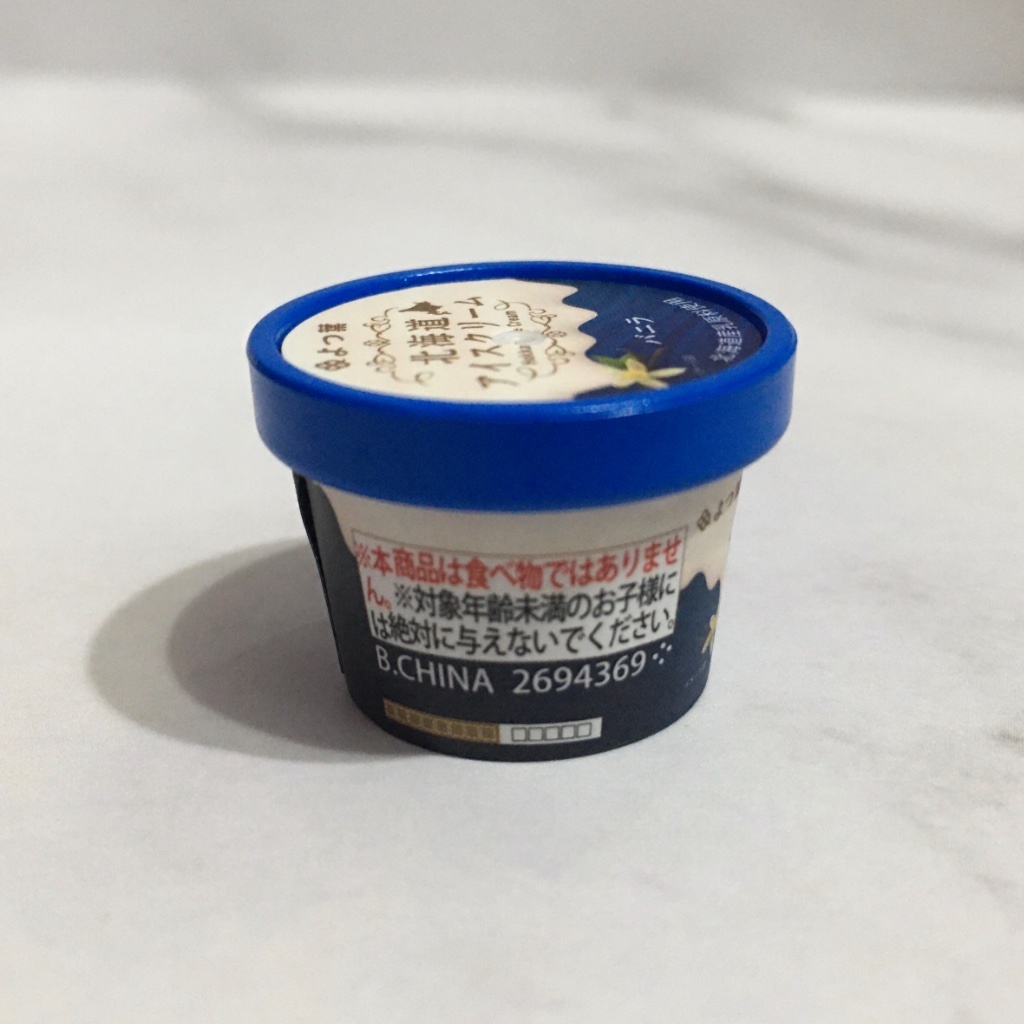 よつ葉
北海道
アイスクリーム
バニラ
よつ
※本商品は食べ物ではありませ
ん。※対象年齢未満のお子様に
は絶対に与えないでください。
B.CHINA 2694369